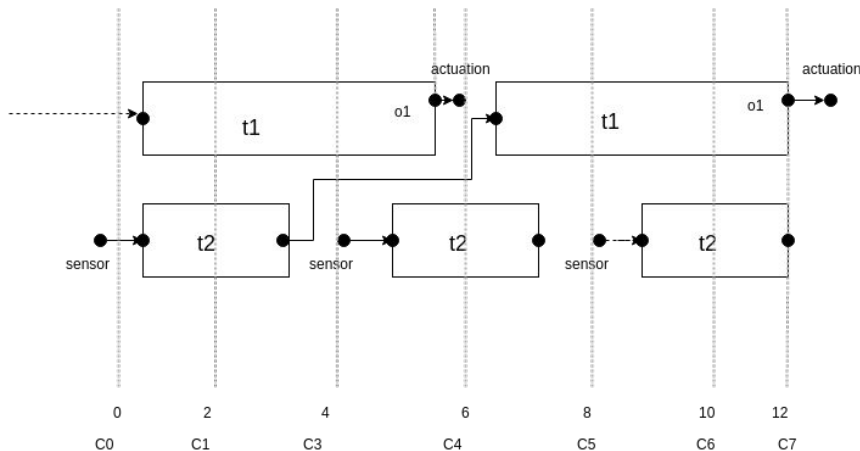 actuation
actuation
o1
o1
t1
t1
t2
t2
t2
sensor
sensor
sensor
0 2 4 6 8 10 12
C0 C1 C3 C4 C5 C6 C7